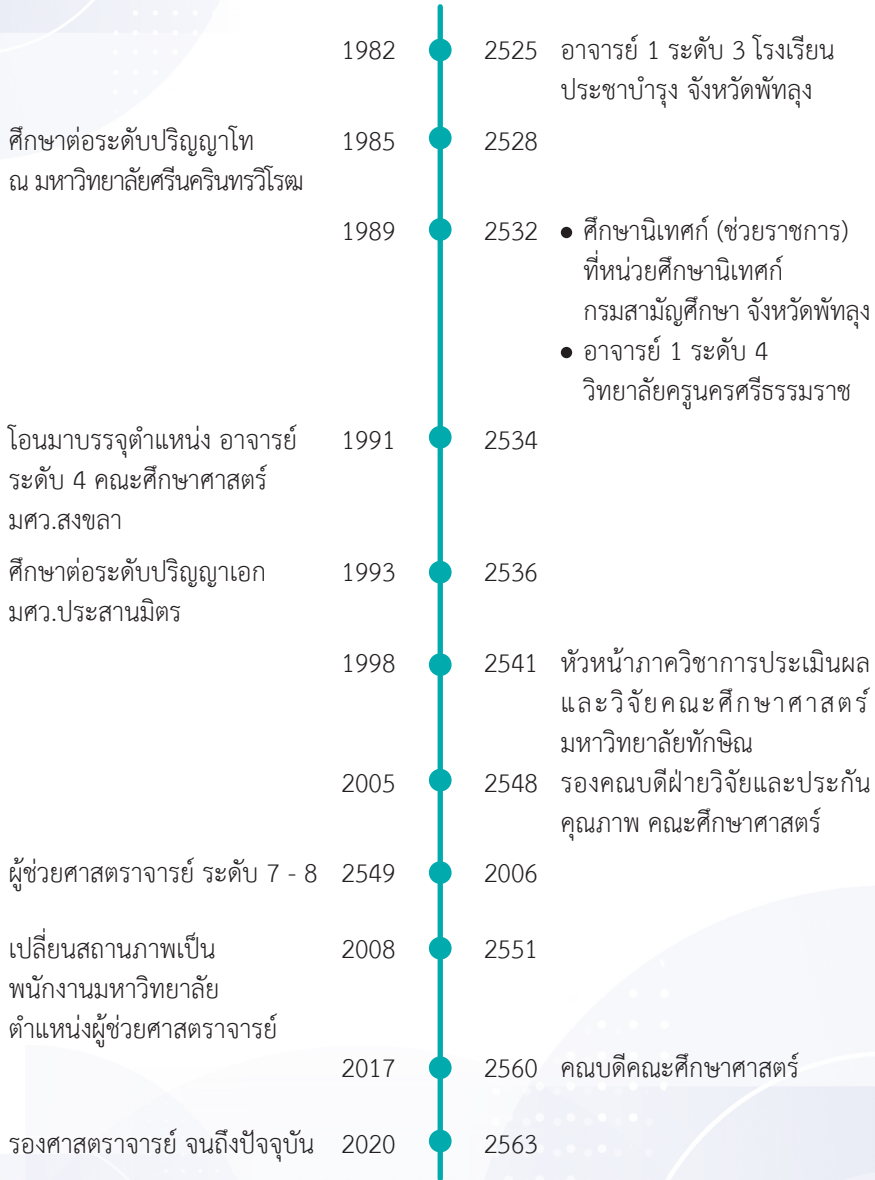 1982 2525 อาจารย์ 1 ระดับ 3 โรงเรียน
ประชาบำรุง จังหวัดพัทลุง
ศึกษาต่อระดับปริญญาโท 1985 2528
ณ มหาวิทยาลัยศรีนครินทรวิโรฒ
1989 2532 ● ศึกษานิเทศก์ (ช่วยราชการ)
ที่หน่วยศึกษานิเทศก์
กรมสามัญศึกษา จังหวัดพัทลุง
● อาจารย์ 1 ระดับ 4
วิทยาลัยครูนครศรีธรรมราช
โอนมาบรรจุตำแหน่ง อาจารย์ 1991 2534
ระดับ 4 คณะศึกษาศาสตร์
มศว.สงขลา
ศึกษาต่อระดับปริญญาเอก 1993 2536
มศว.ประสานมิตร
1998 2541 หัวหน้าภาควิชาการประเมินผล
และวิจัยคณะศึกษาศาสตร์
มหาวิทยาลัยทักษิณ
2005 2548 รองคณบดีฝ่ายวิจัยและประกัน
คุณภาพ คณะศึกษาศาสตร์
ผู้ช่วยศาสตราจารย์ ระดับ 7 - 8 2549 2006
เปลี่ยนสถานภาพเป็น 2008 2551
พนักงานมหาวิทยาลัย
ตำแหน่งผู้ช่วยศาสตราจารย์
2017 2560 คณบดีคณะศึกษาศาสตร์
รองศาสตราจารย์ จนถึงปัจจุบัน 2020 2563